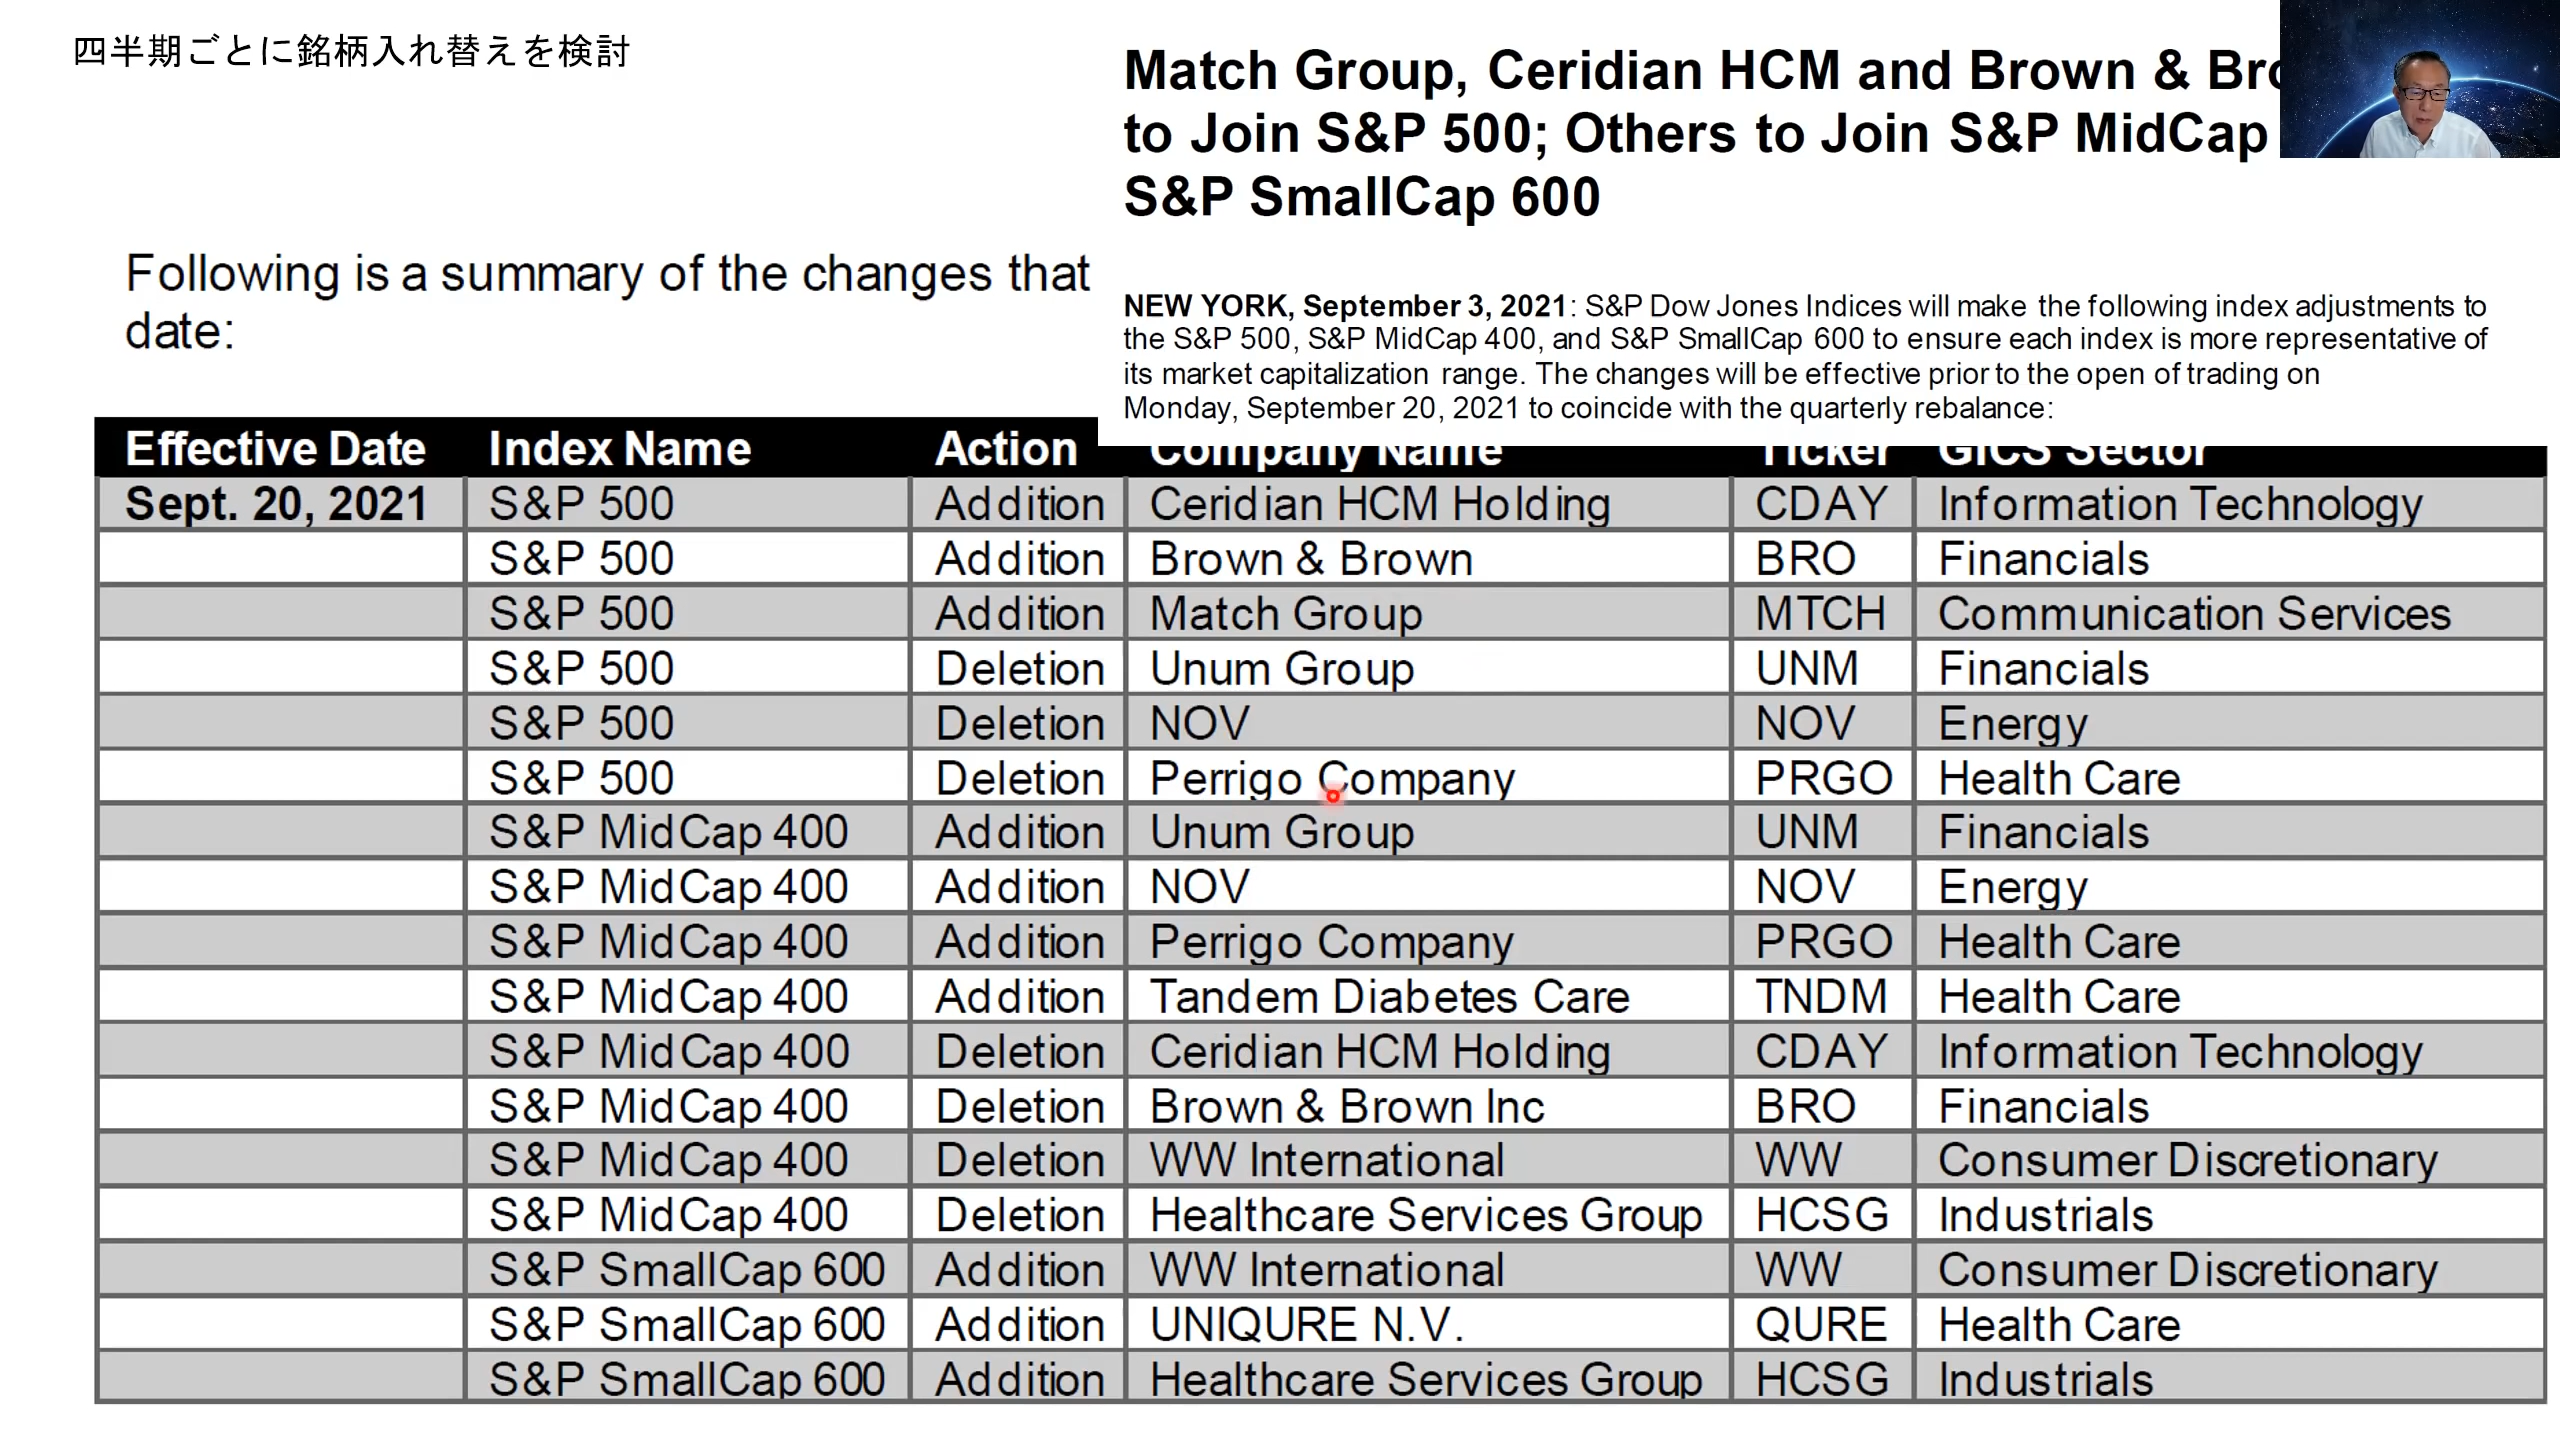 四半期ごとに銘柄入れ替えを検討
Match Group, Ceridian HCM and Brown &
to Join S&P 500; Others to Join S&P MidCap
S&P SmallCap 600
Following is a summary of the changes that
date:
NEW YORK, September 3, 2021: S&P Dow Jones Indices will make the following index adjustments to
the S&P 500, S&P MidCap 400, and S&P SmallCap 600 to ensure each index is more representative of
its market capitalization range. The changes will be effective prior to the open of trading on
Monday, September 20, 2021 to coincide with the quarterly rebalance:
Effective Date Index Name Action Company Name Ticker GICS Sector
Sept. 20, 2021 S&P 500 Addition Ceridian HCM Holding CDAY Information Technology
S&P 500 Addition Brown & Brown BRO Financials
S&P 500 Addition Match Group MTCH Communication Services
S&P 500 Deletion Unum Group UNM Financials
S&P 500 Deletion NOV NOV Energy
S&P 500 Deletion Perrigo Company PRGO Health Care
S&P MidCap 400 Addition Unum Group UNM Financials
S&P MidCap 400 Addition NOV NOV Energy
S&P MidCap 400 Addition Perrigo Company PRGO Health Care
S&P MidCap 400 Addition Tandem Diabetes Care TNDM Health Care
S&P MidCap 400 Deletion Ceridian HCM Holding CDAY Information Technology
S&P MidCap 400 Deletion Brown & Brown Inc BRO Financials
S&P MidCap 400 Deletion WW International WW Consumer Discretionary
S&P MidCap 400 Deletion Healthcare Services Group HCSG Industrials
S&P SmallCap 600 Addition WW International WW Consumer Discretionary
S&P SmallCap 600 Addition UNIQURE N.V. QURE Health Care
S&P SmallCap 600 Addition Healthcare Services Group HCSG Industrials